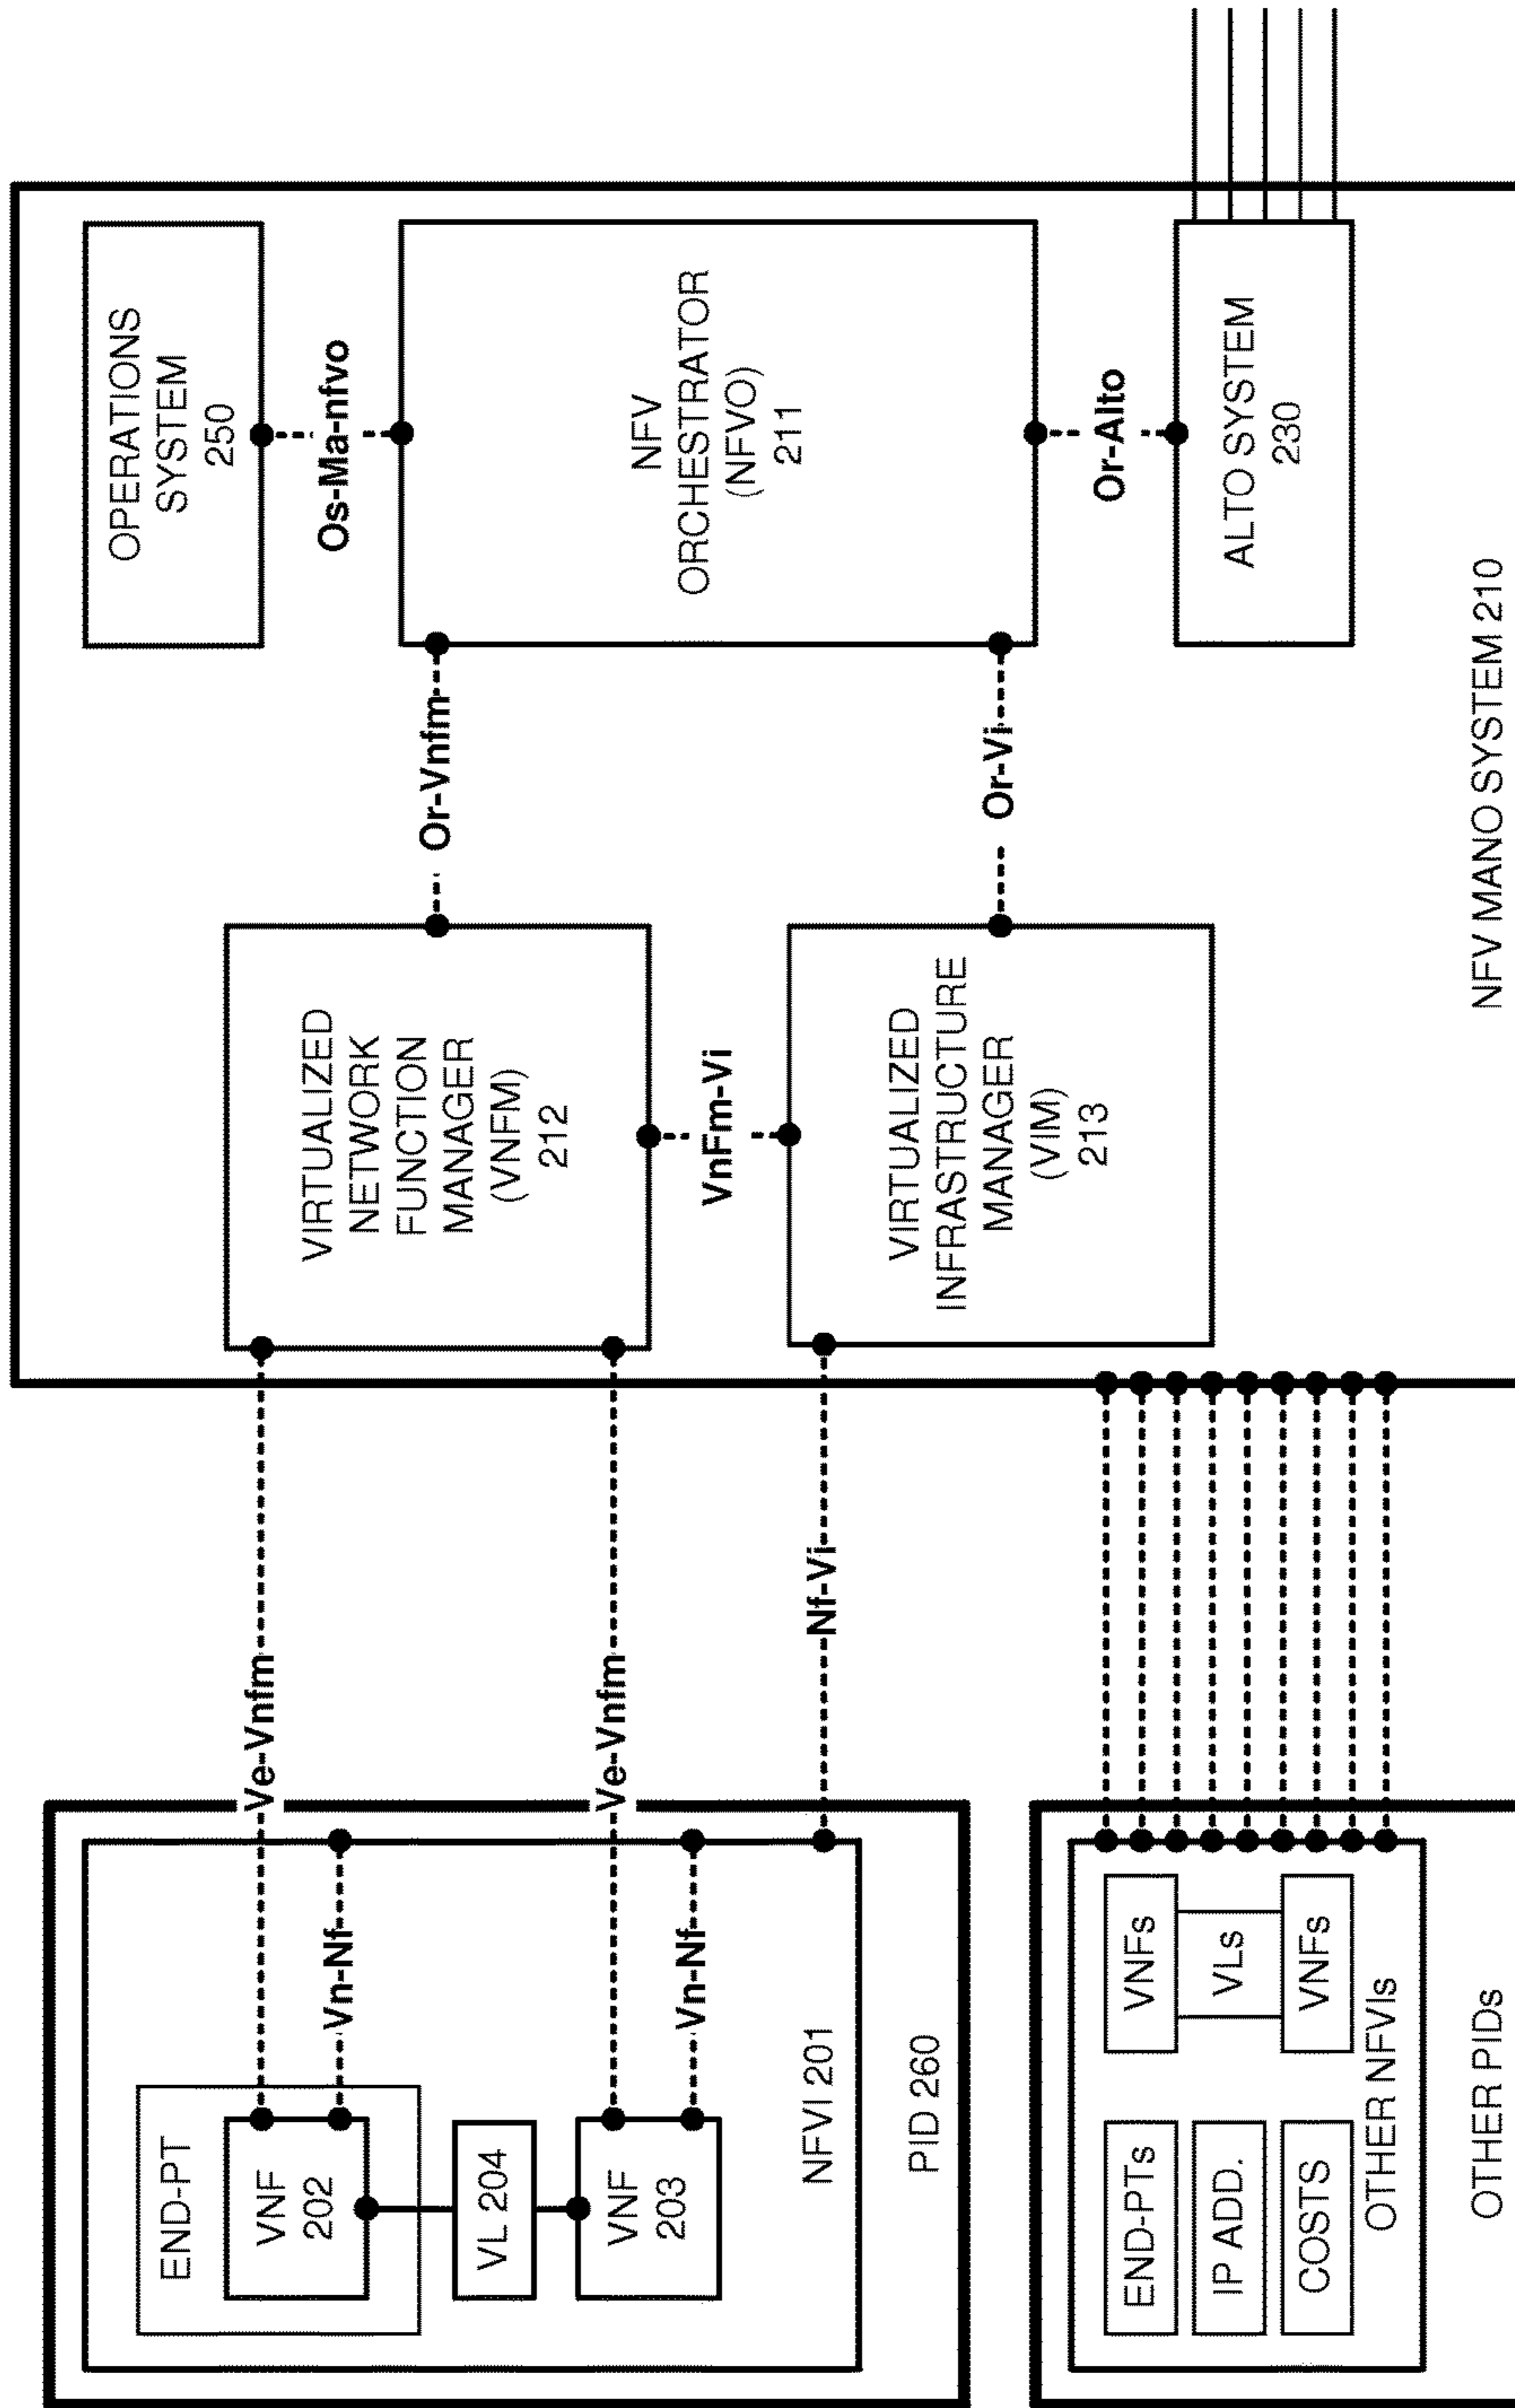 END-PT
VNF
202
VL 204
VNF
203
NFVI 201
PID 260
Vn-Nf
Vn-Nf
Ve-Vnfm
Ve-Vnfm
Nf-Vi
END-PTs
IP ADD.
COSTS
VNFs
VLs
VNFs
OTHER NFVIs
OTHER PIDs
VIRTUALIZED
NETWORK
FUNCTION
MANAGER
(VNFM)
212
VnFm-Vi
VIRTUALIZED
INFRASTRUCTURE
MANAGER
(VIM)
213
Or-Vnfm
Or-Vi
OPERATIONS
SYSTEM
250
Os-Ma-nfvo
NFV
ORCHESTRATOR
(NFVO)
211
Or-Alto
ALTO SYSTEM
230
NFV MANO SYSTEM 210